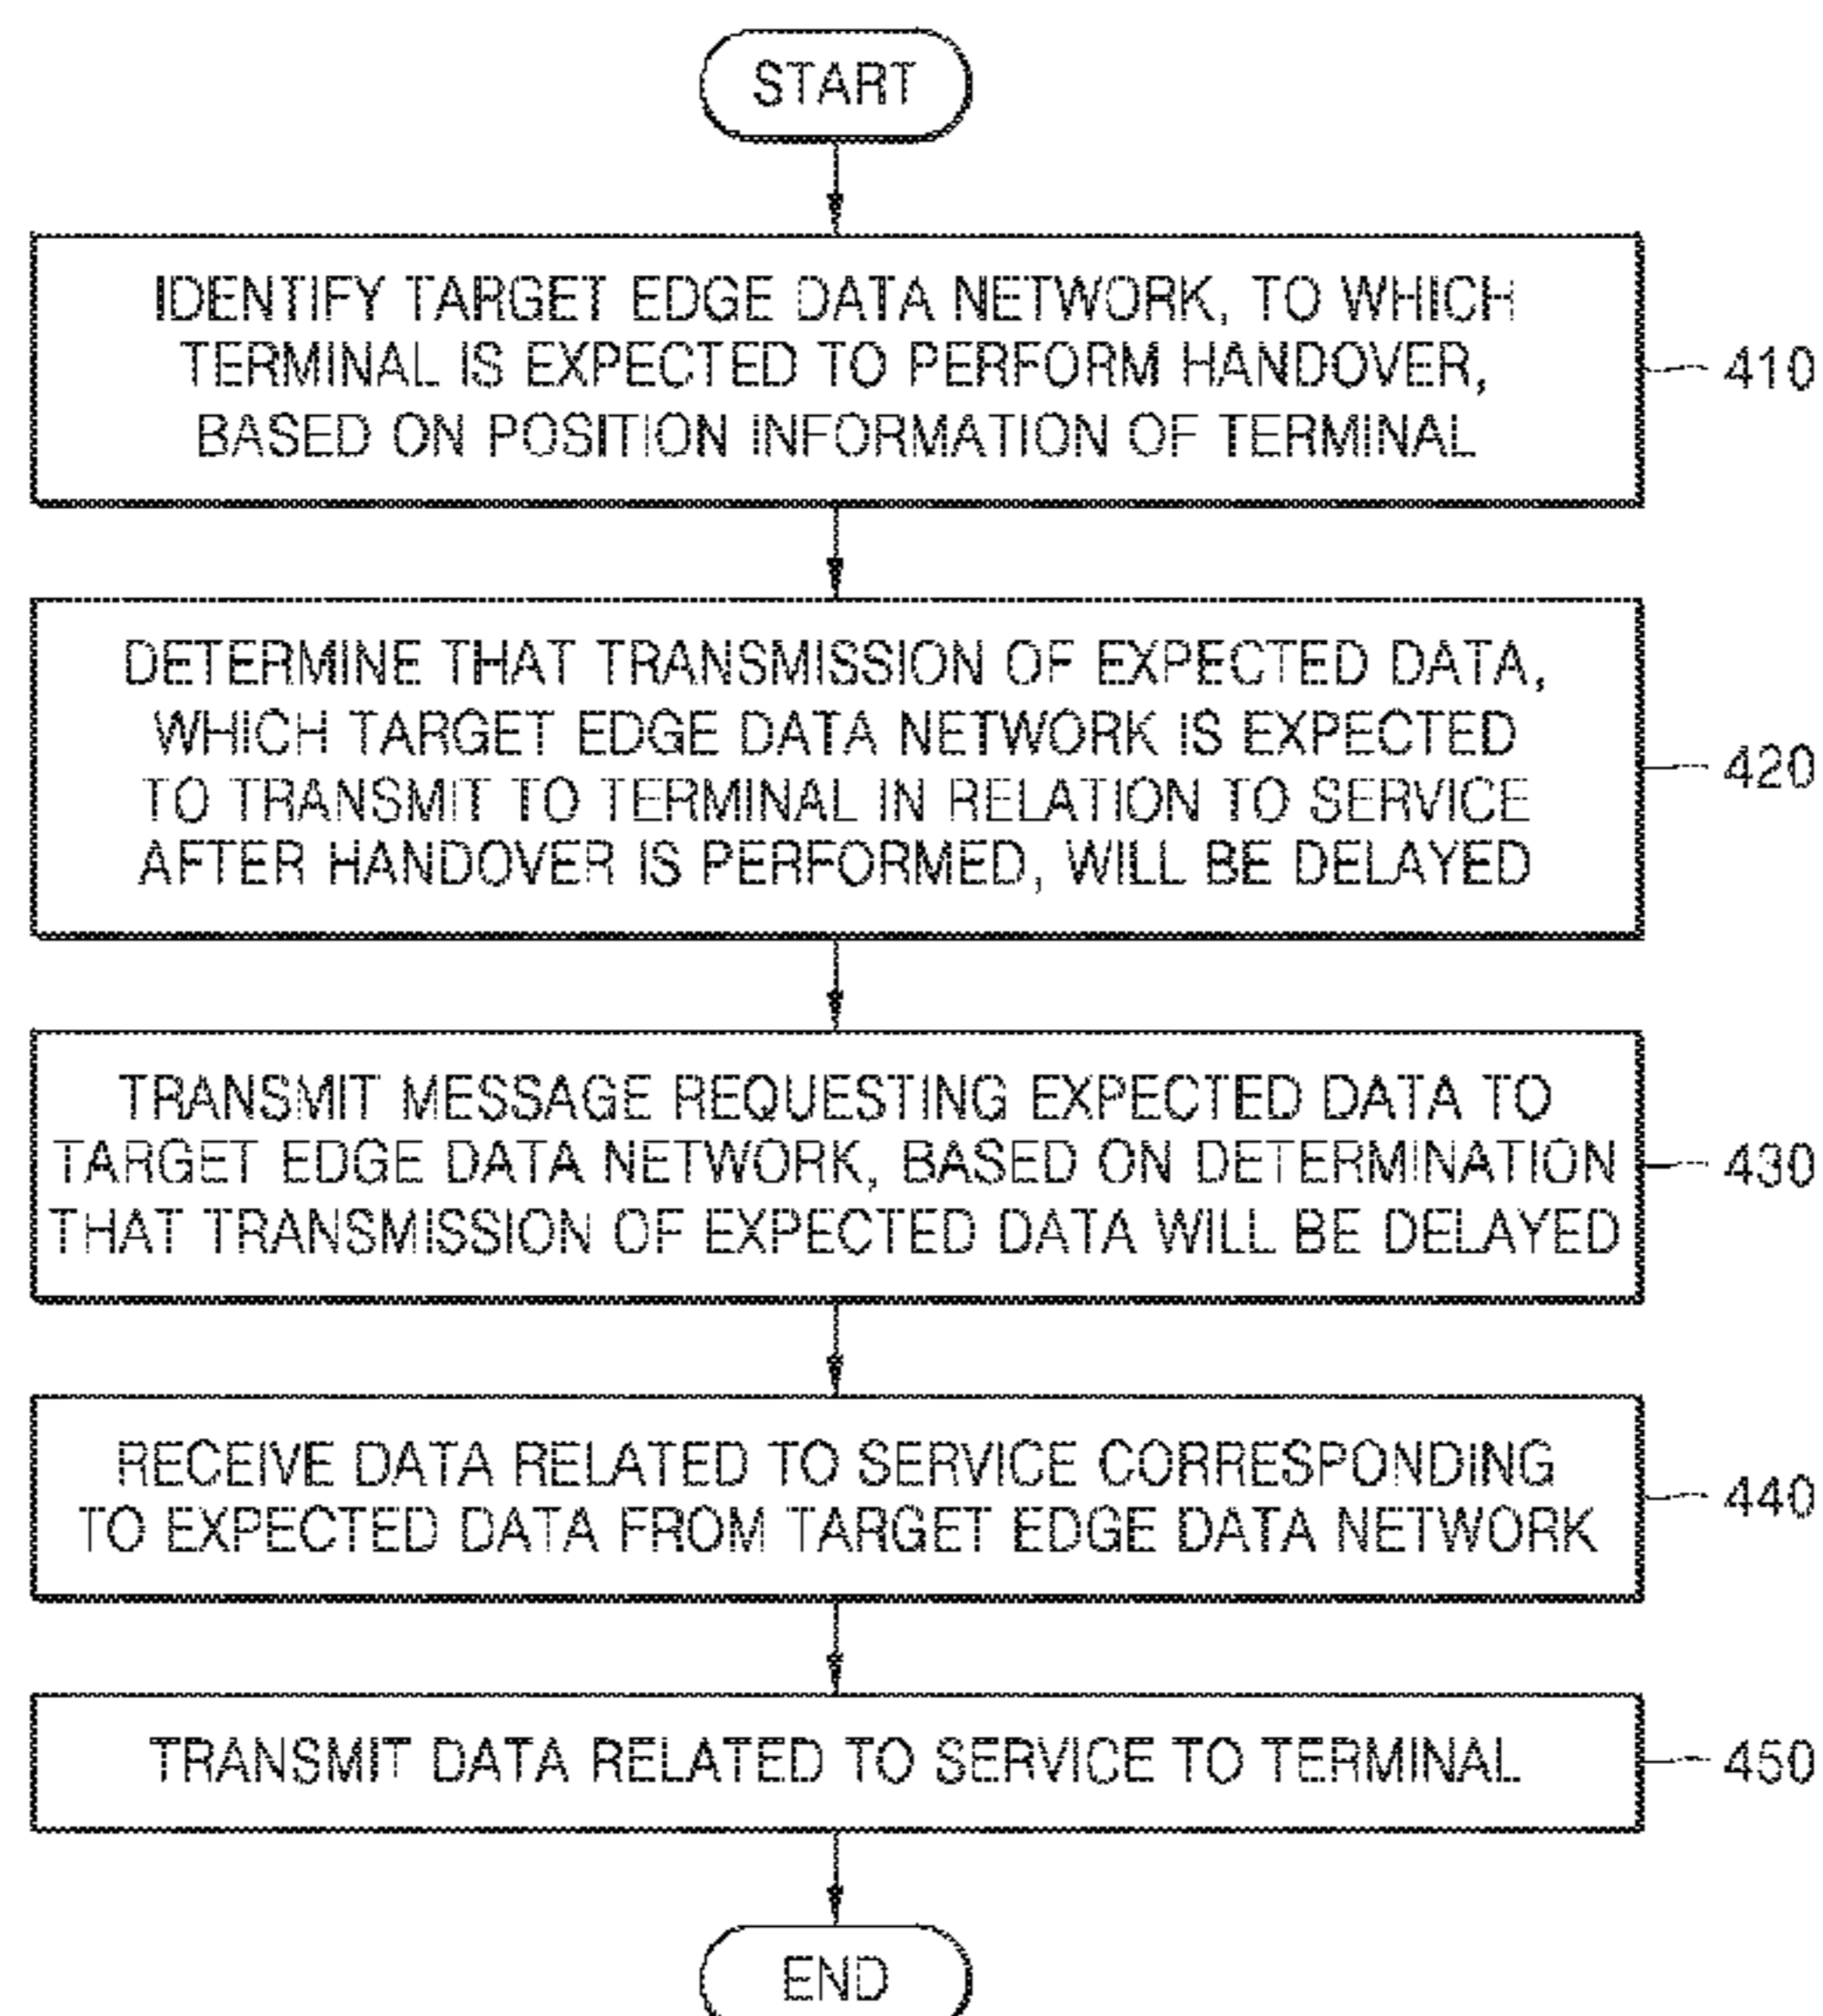 START
IDENTIFY TARGET EDGE DATA NETWORK, TO WHICH
TERMINAL IS EXPECTED TO PERFORM HANDOVER,
BASED ON POSITION INFORMATION OF TERMINAL
410
DETERMINE THAT TRANSMISSION OF EXPECTED DATA,
WHICH TARGET EDGE DATA NETWORK IS EXPECTED
TO TRANSMIT TO TERMINAL IN RELATION TO SERVICE
AFTER HANDOVER IS PERFORMED, WILL BE DELAYED
420
TRANSMIT MESSAGE REQUESTING EXPECTED DATA TO
TARGET EDGE DATA NETWORK, BASED ON DETERMINATION
THAT TRANSMISSION OF EXPECTED DATA WILL BE DELAYED
430
RECEIVE DATA RELATED TO SERVICE CORRESPONDING
TO EXPECTED DATA FROM TARGET EDGE DATA NETWORK
440
TRANSMIT DATA RELATED TO SERVICE TO TERMINAL
450
END